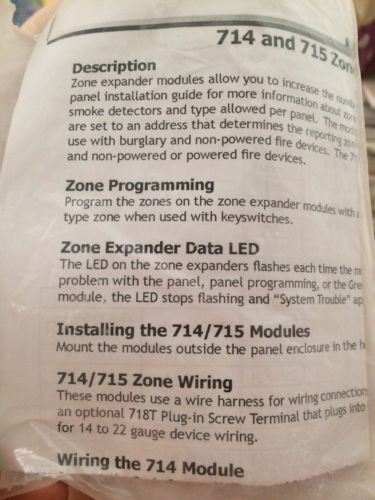 714 and 715 Zon
Description
Zone expander modules allow you to increase the numb
panel installation guide for more information about zone
smoke detectors and type allowed per panel. The mod
are set to an address that determines the reporting zon
use with burglary and non-powered fire devices. The 7
and non-powered or powered fire devices.
Zone Programming
Program the zones on the zone expander modules with a
type zone when used with keyswitches.
Zone Expander Data LED
The LED on the zone expanders flashes each time the m
problem with the panel, panel programming, or the Gre
module, the LED stops flashing and “System Trouble” ap
Installing the 714/715 Modules
Mount the modules outside the panel enclosure in the h
714/715 Zone Wiring
These modules use a wire harness for wiring connection
an optional 718T Plug-in Screw Terminal that plugs into
for 14 to 22 gauge device wiring.
Wiring the 714 Module